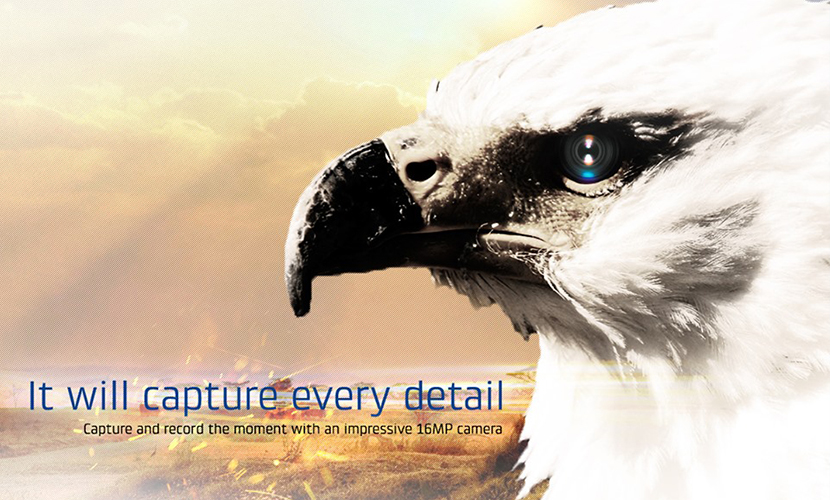 It will capture every detail
Capture and record the moment with an impressive 16MP camera